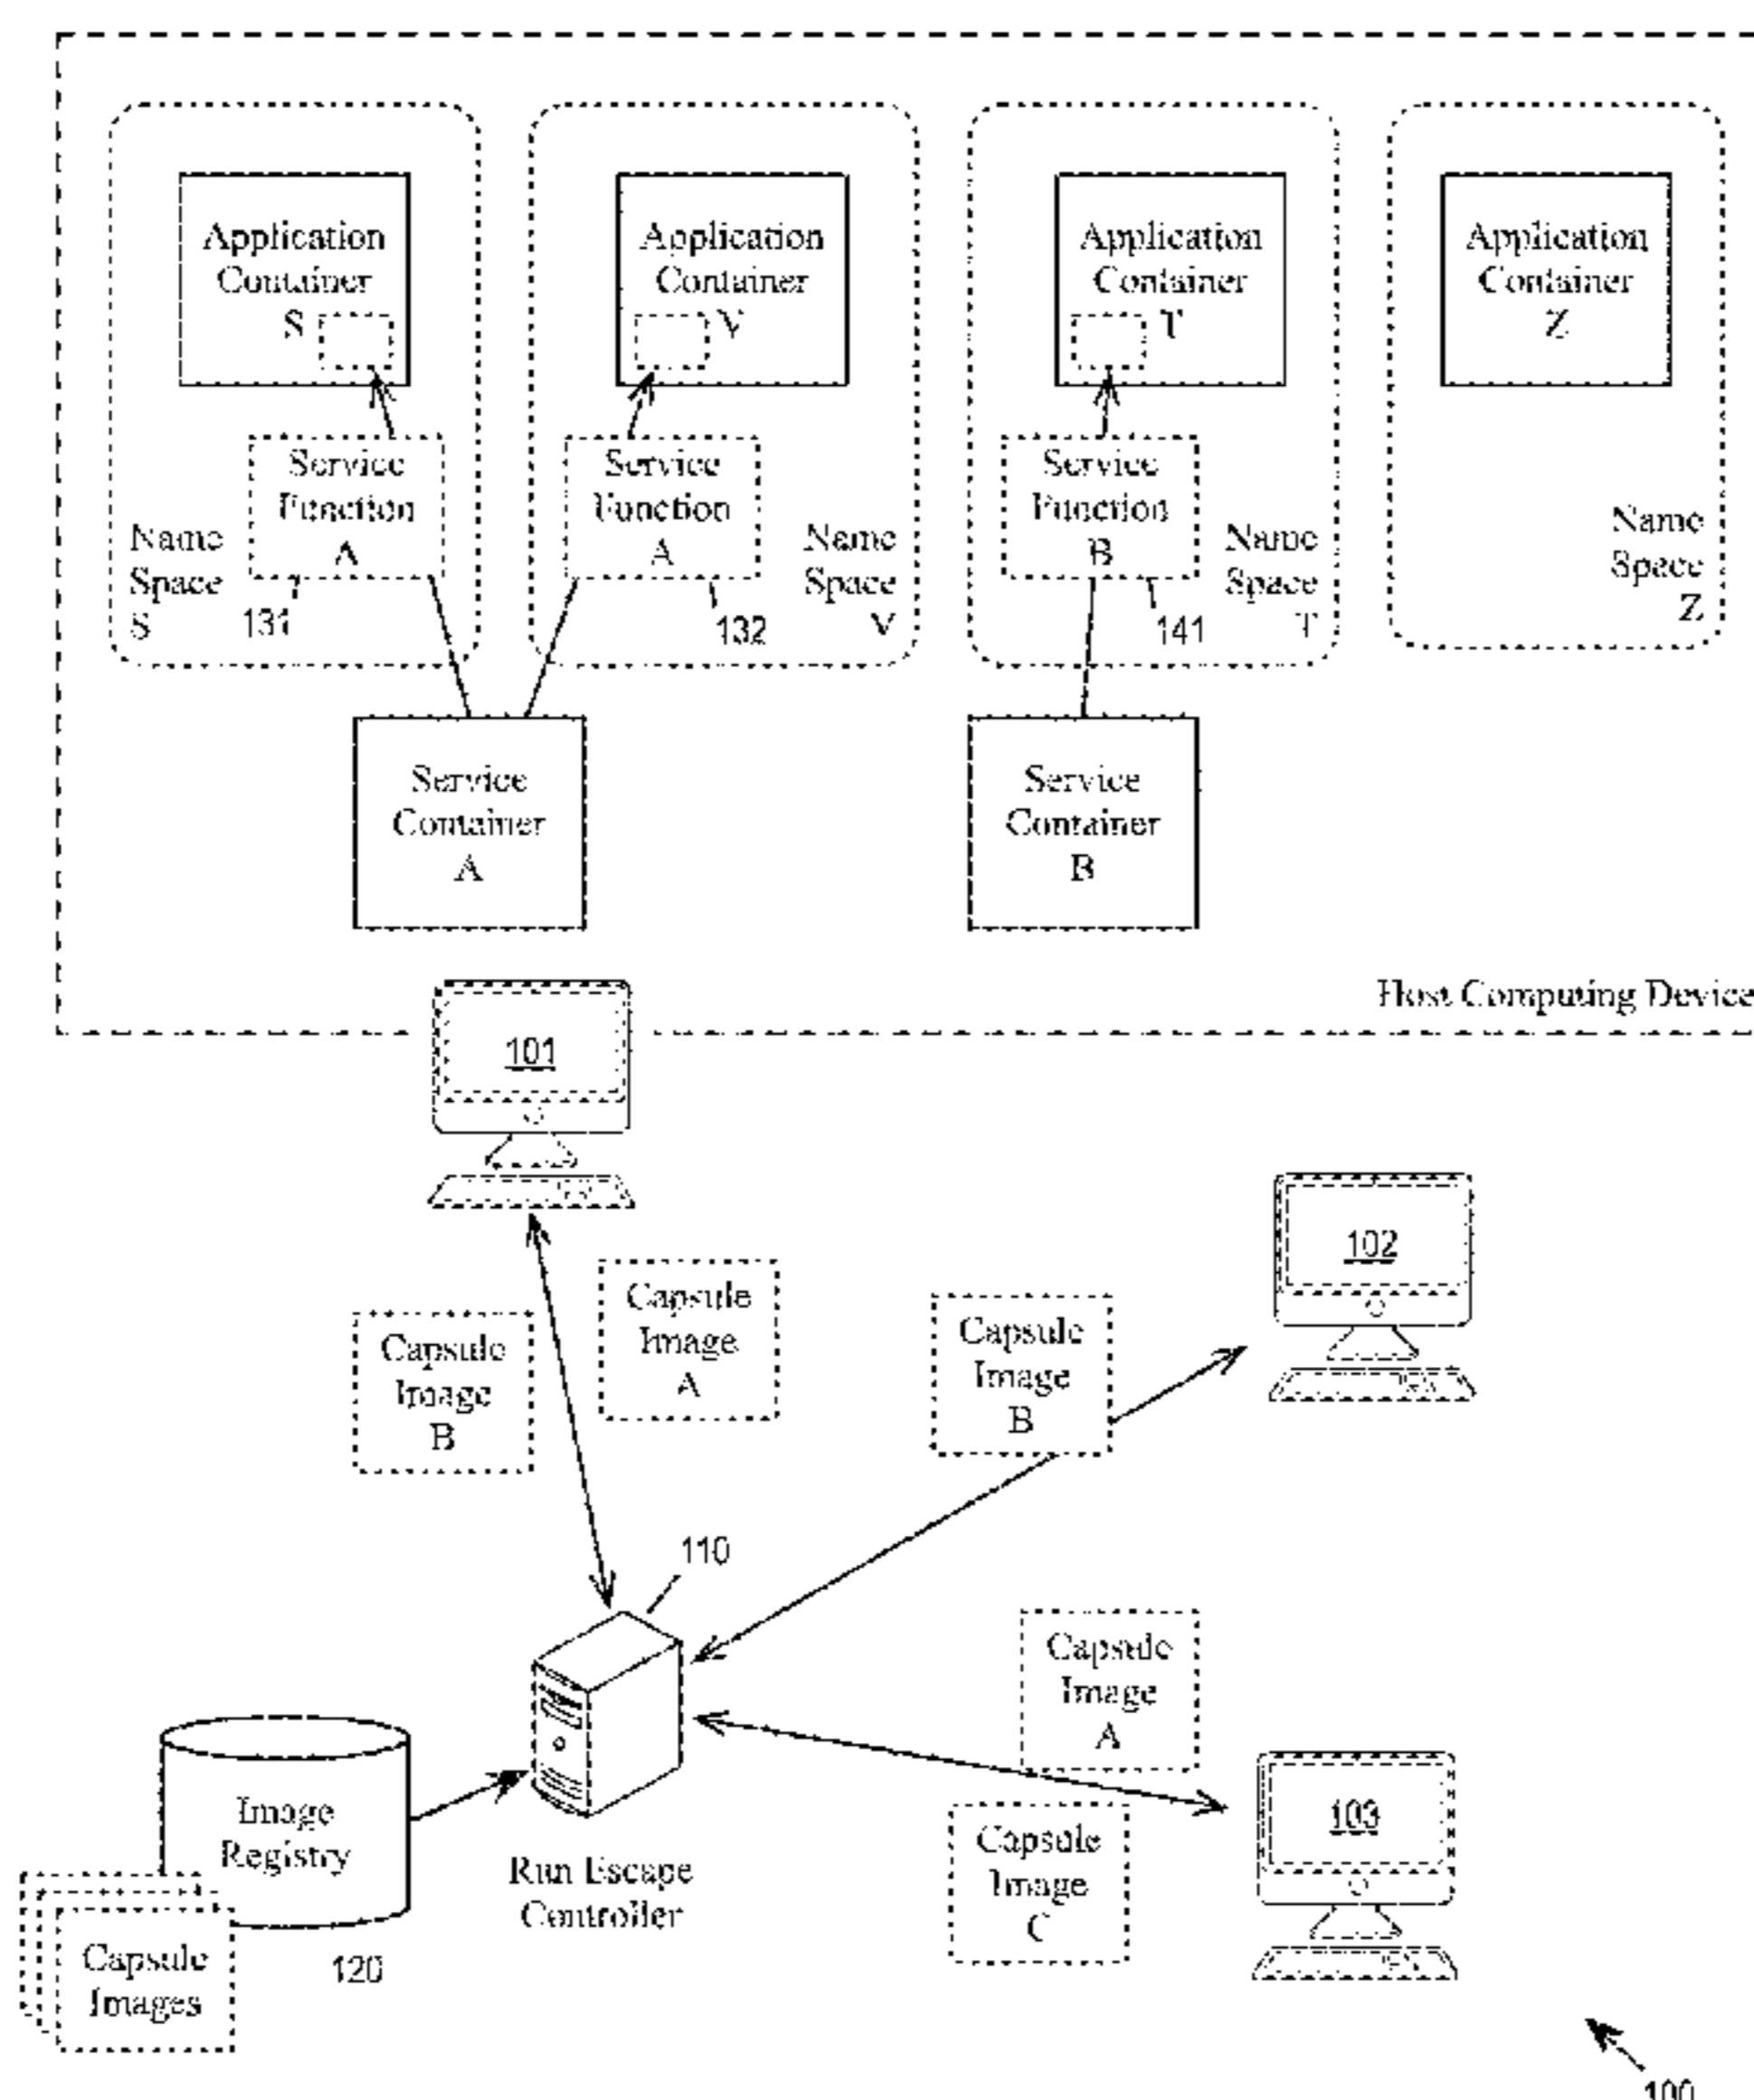 Application
Container
S
Application
Container
V
Application
Container
T
Application
Container
Z
Service
Function
A
Name
Space
S
131
Service
Function
A
Name
Space
V
132
Service
Function
B
Name
Space
T
141
Name
Space
Z
Service
Container
A
Service
Container
B
Host Computing Device
101
102
Capsule
Image
B
Capsule
Image
A
Capsule
Image
B
110
Capsule
Image
A
Image
Registry
Run Escape
Controller
103
Capsule
Image
C
Capsule
Images
120
100